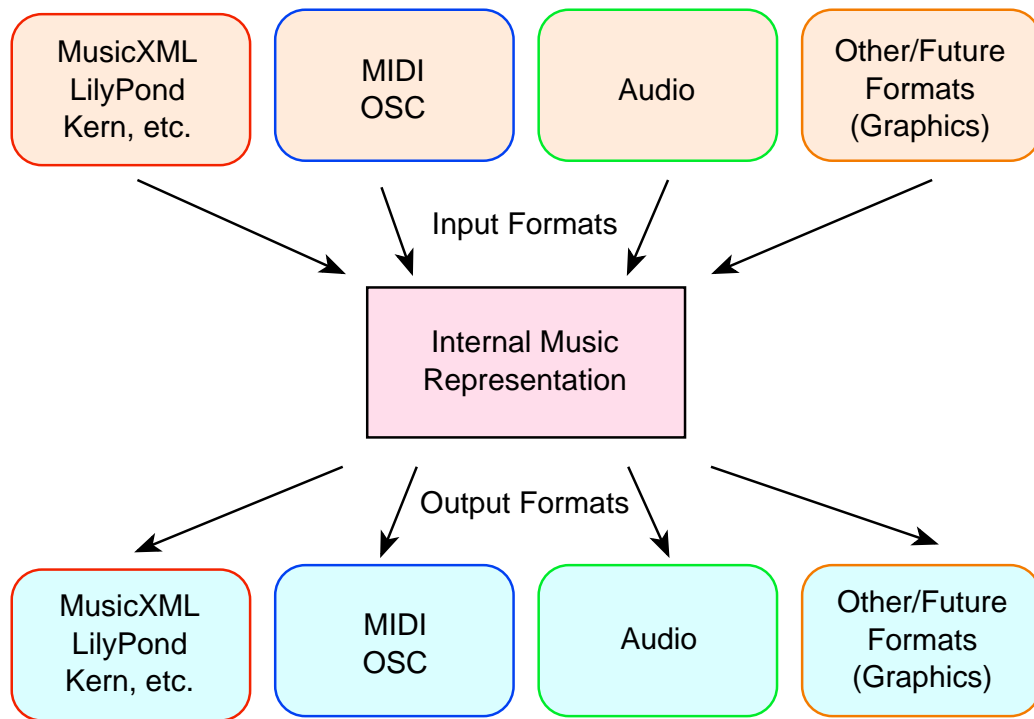 MusicXML
LilyPond
Kern, etc.
MIDI
OSC
Audio
Other/Future
Formats
(Graphics)
Input Formats
Internal Music
Representation
Output Formats
MusicXML
LilyPond
Kern, etc.
MIDI
OSC
Audio
Other/Future
Formats
(Graphics)